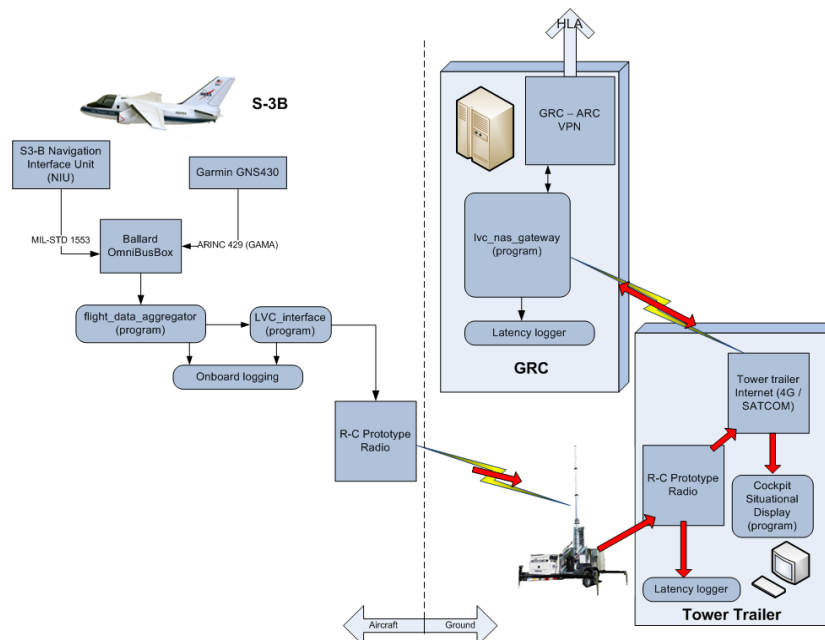 HLA
S-3B
GRC – ARC
VPN
S3-B Navigation
Interface Unit
(NIU)
Garmin GNS430
MIL-STD 1553
ARINC 429 (GAMA)
Ballard
OmniBusBox
lvc_nas_gateway
(program)
flight_data_aggregator
(program)
LVC_interface
(program)
Latency logger
GRC
Onboard logging
Tower trailer
Internet (4G /
SATCOM)
R-C Prototype
Radio
R-C Prototype
Radio
Cockpit
Situational
Display
(program)
Latency logger
Tower Trailer
Aircraft
Ground